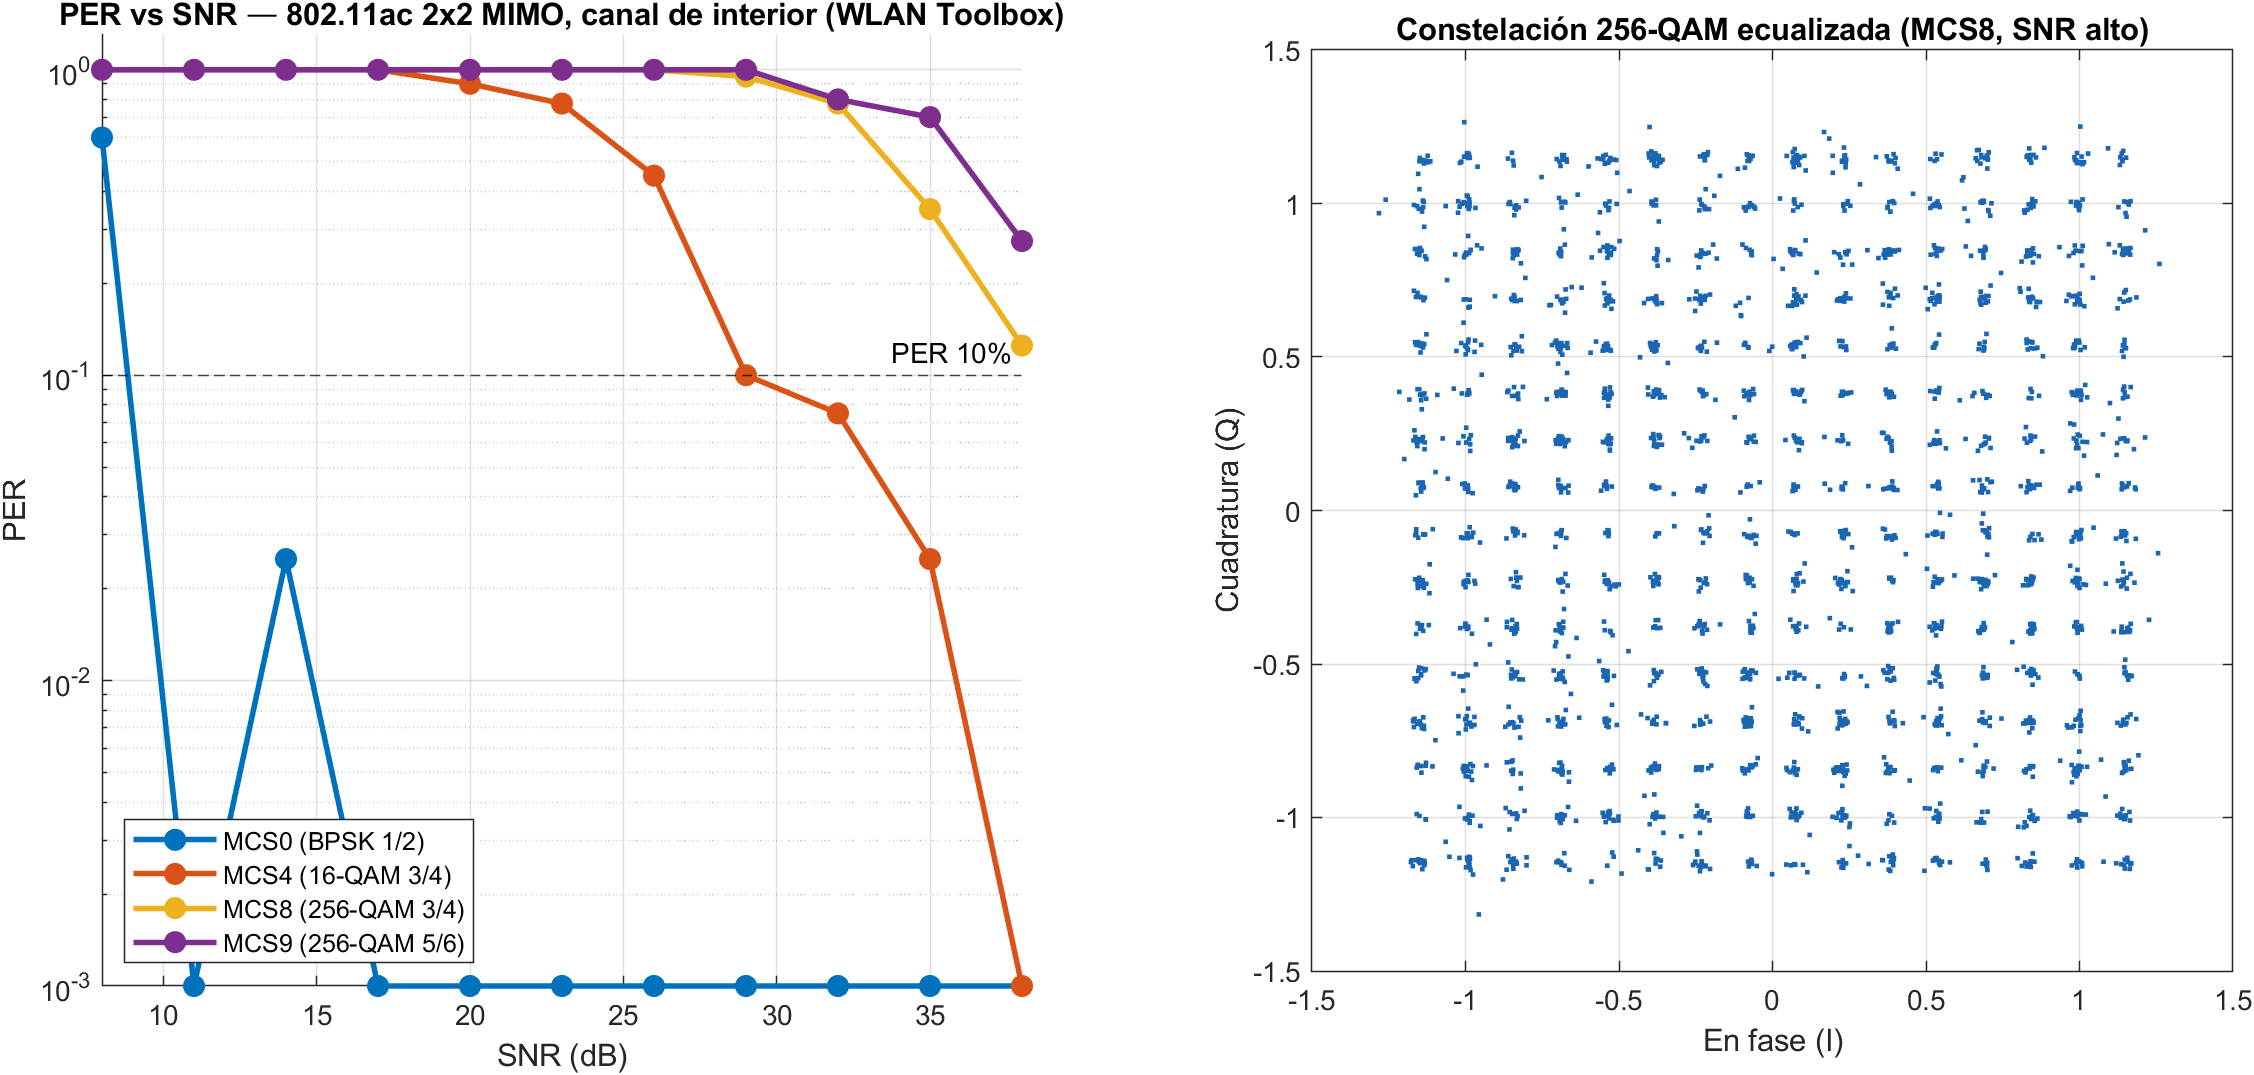 PER vs SNR — 802.11ac 2x2 MIMO, canal de interior (WLAN Toolbox)
10^0
10^-1
10^-2
10^-3
PER
PER 10%
MCS0 (BPSK 1/2)
MCS4 (16-QAM 3/4)
MCS8 (256-QAM 3/4)
MCS9 (256-QAM 5/6)
10 15 20 25 30 35
SNR (dB)
Constelación 256-QAM ecualizada (MCS8, SNR alto)
1.5
1
0.5
0
-0.5
-1
-1.5
Cuadratura (Q)
-1.5 -1 -0.5 0 0.5 1 1.5
En fase (I)